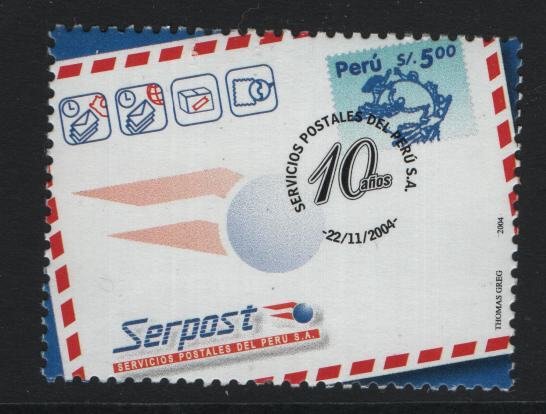 Perú S/. 5.00
SERVICIOS POSTALES DEL PERÚ S.A.
10
años
-22/11/2004-
2004
THOMAS GREG
Serpost
SERVICIOS POSTALES DEL PERU S.A.